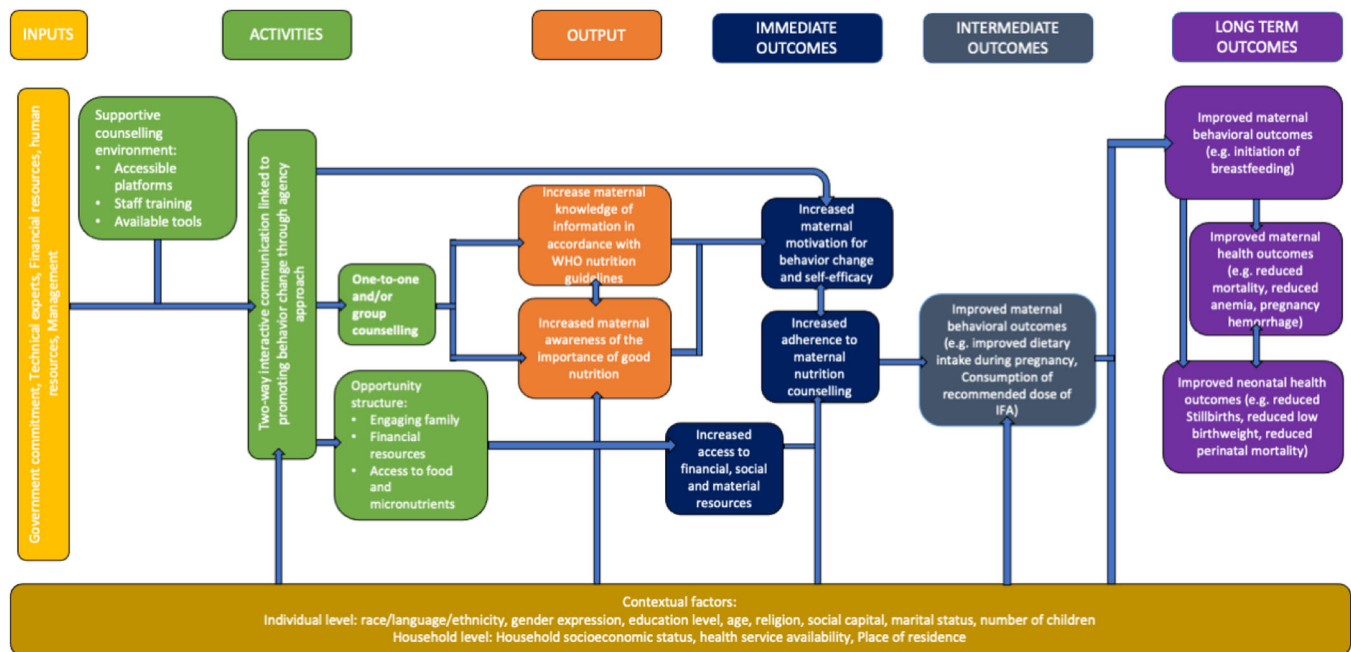 INPUTS
ACTIVITIES
OUTPUT
IMMEDIATE
OUTCOMES
INTERMEDIATE
OUTCOMES
LONG TERM
OUTCOMES
Government commitment, Technical experts, Financial resources, human
resources, Management
Supportive
counselling
environment:
• Accessible
platforms
• Staff training
• Available tools
Two-way interactive communication linked to
promoting behavior change through agency
approach
One-to-one
and/or
group
counselling
Opportunity
structure:
• Engaging family
• Financial
resources
• Access to food and
micronutrients
Increase maternal
knowledge of
information in
accordance with
WHO nutrition
guidelines
Increased maternal
awareness of the
importance of good
nutrition
Increased
maternal
motivation for
behavior change
and self-efficacy
Increased
adherence to
maternal
nutrition
counselling
Increased
access to
financial, social
and material
resources
Improved maternal
behavioral outcomes
(e.g. improved dietary
intake during pregnancy,
Consumption of
recommended dose of
IFA)
Improved maternal
behavioral outcomes
(e.g. initiation of
breastfeeding)
Improved maternal
health outcomes
(e.g. reduced
mortality, reduced
anemia, pregnancy
hemorrhage)
Improved neonatal health
outcomes (e.g. reduced
Stillbirths, reduced low
birthweight, reduced
perinatal mortality)
Contextual factors:
Individual level: race/language/ethnicity, gender expression, education level, age, religion, social capital, marital status, number of children
Household level: Household socioeconomic status, health service availability, Place of residence